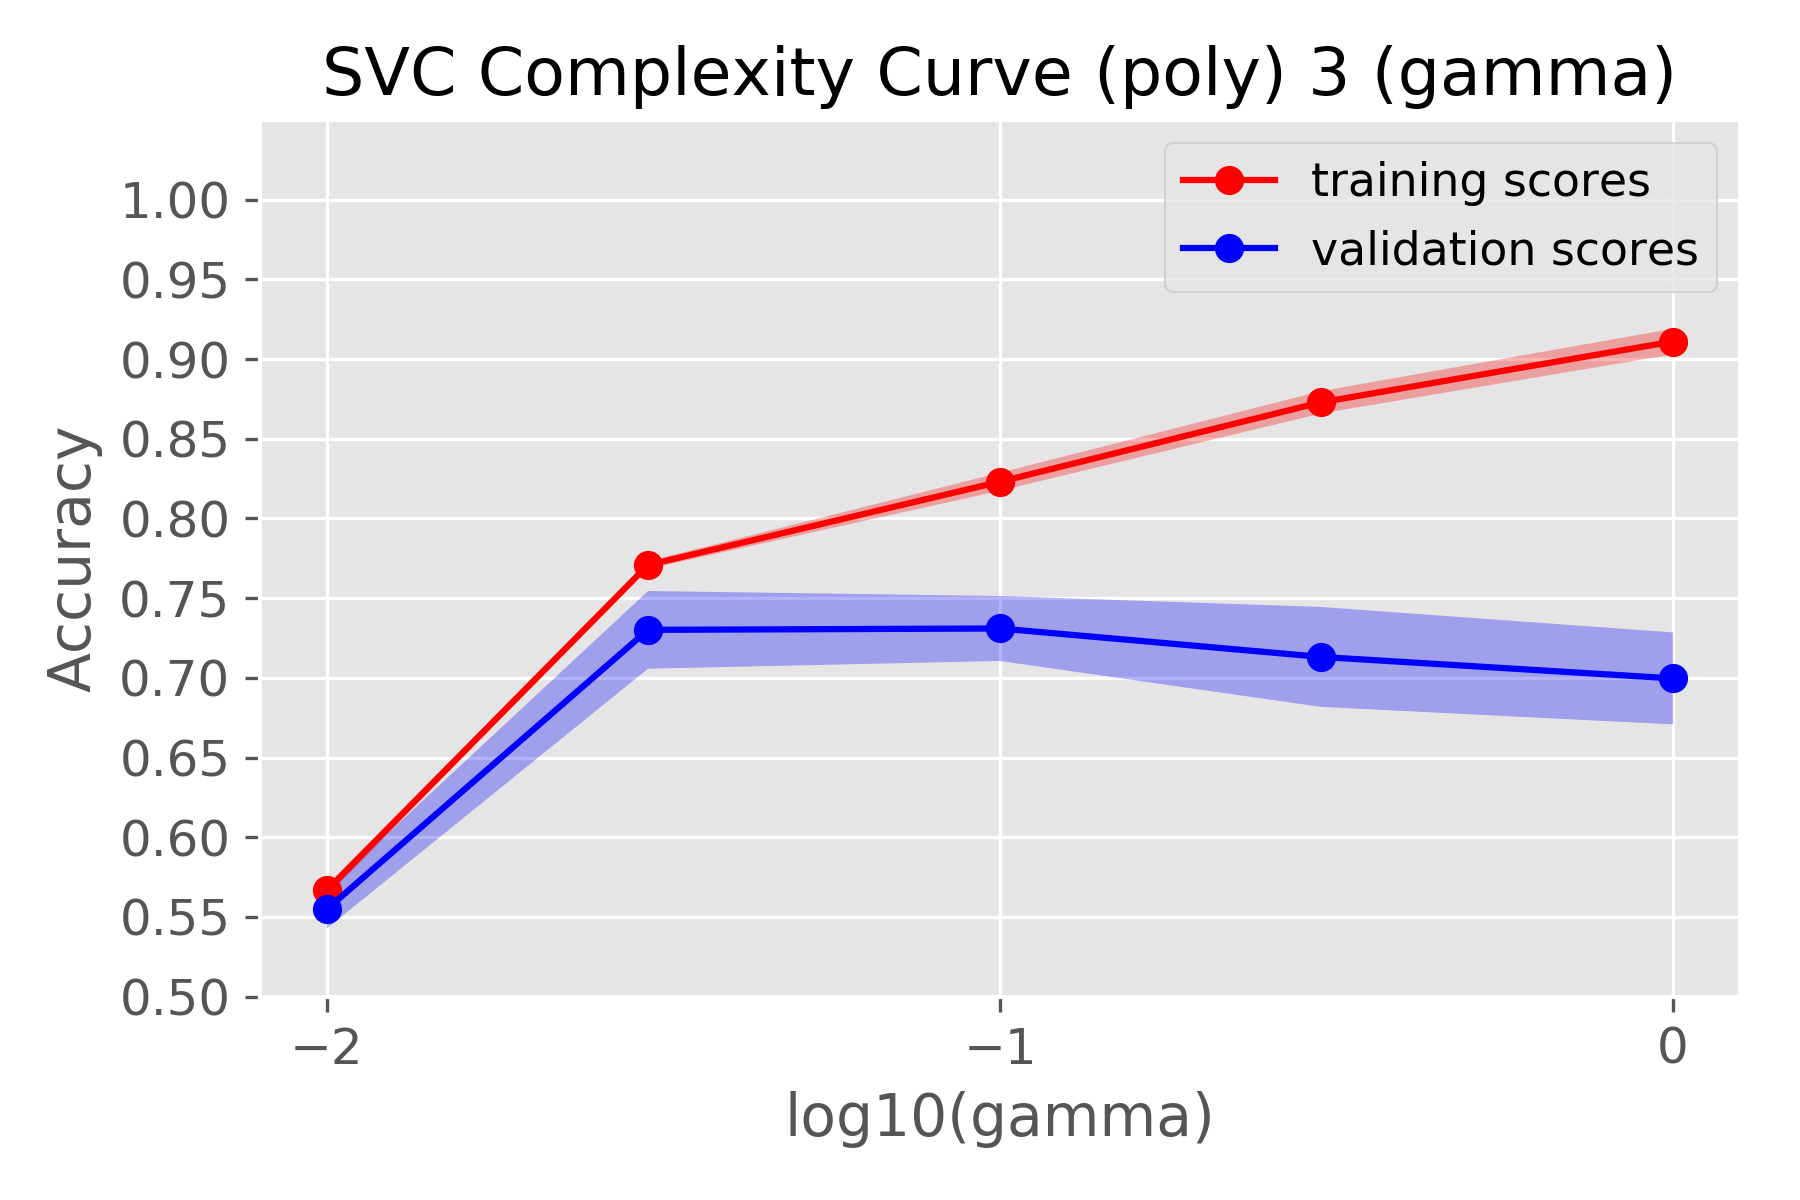 SVC Complexity Curve (poly) 3 (gamma)
training scores
validation scores
1.00
0.95
0.90
0.85
0.80
0.75
0.70
0.65
0.60
0.55
0.50
Accuracy
−2
−1
0
log10(gamma)